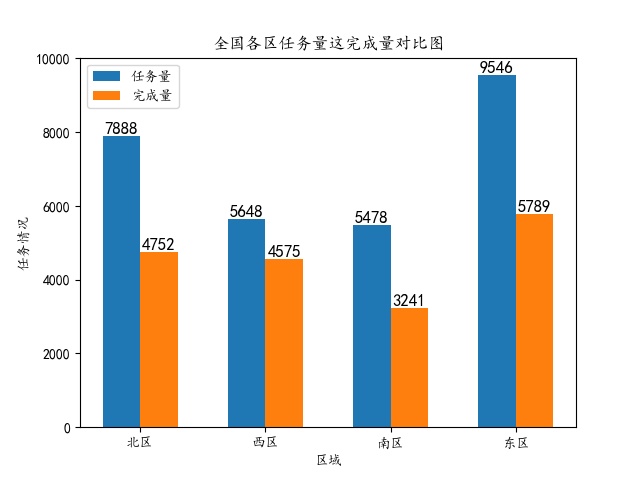 全国各区任务量这完成量对比图
任务量
完成量
任务情况
10000
8000
6000
4000
2000
0
7888
4752
5648
4575
5478
3241
9546
5789
北区
西区
南区
东区
区域